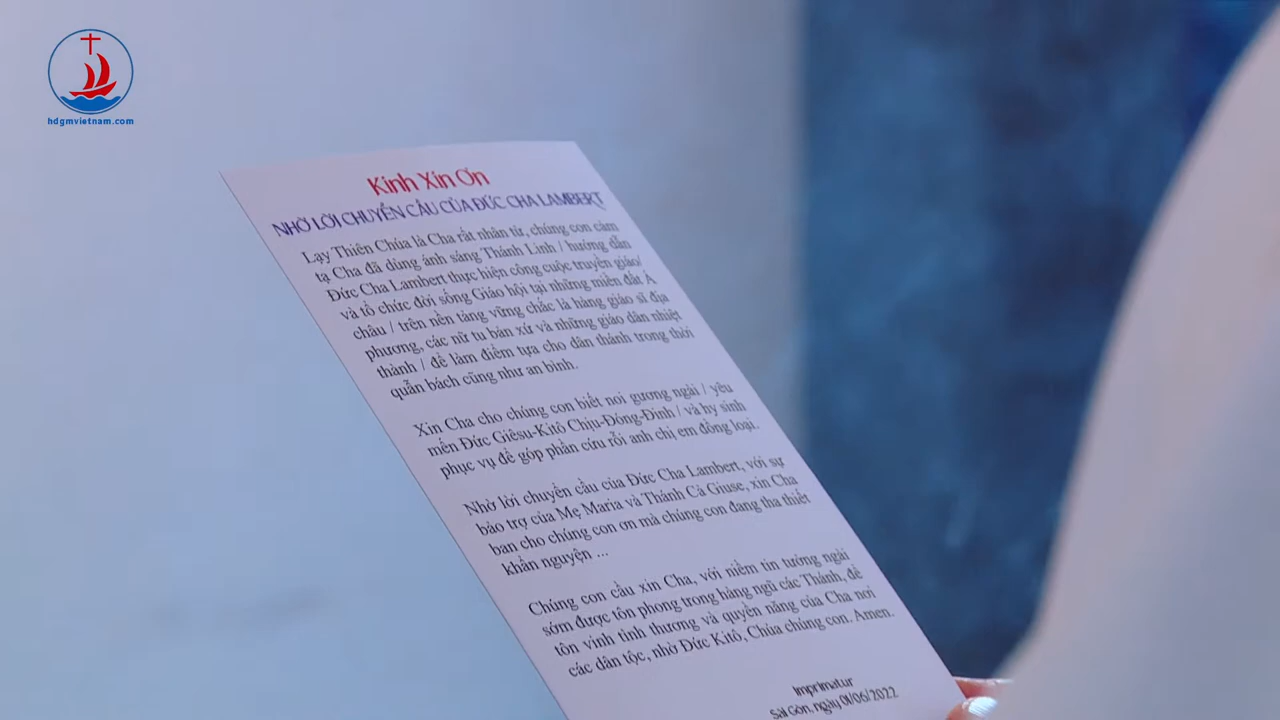 hdgmvietnam.com
Kinh Xin Ơn
NHỜ LỜI CHUYỂN CẦU CỦA ĐỨC CHA LAMBERT
Lạy Thiên Chúa là Cha rất nhân từ, chúng con cảm
tạ Cha đã dùng ánh sáng Thánh Linh / hướng dẫn
Đức Cha Lambert thực hiện công cuộc truyền giáo/
và tổ chức đời sống Giáo hội tại những miền đất Á
châu / trên nền tảng vững chắc là hàng giáo sĩ địa
phương, các nữ tu bản xứ và những giáo dân nhiệt
thành / để làm điểm tựa cho dân thánh trong thời
quẫn bách cũng như an bình.
Xin Cha cho chúng con biết noi gương ngài / yêu
mến Đức Giêsu-Kitô Chịu-Đóng-Đinh / và hy sinh
phục vụ để góp phần cứu rỗi anh chị em đồng loại.
Nhờ lời chuyển cầu của Đức Cha Lambert, với sự
bảo trợ của Mẹ Maria và Thánh Cả Giuse, xin Cha
ban cho chúng con ơn mà chúng con đang tha thiết
khẩn nguyện ...
Chúng con cầu xin Cha, với niềm tin tưởng ngài
sớm được tôn phong trong hàng ngũ các Thánh, để
tôn vinh tình thương và quyền năng của Cha nơi
các dân tộc, nhờ Đức Kitô, Chúa chúng con. Amen.
Imprimatur
Sài Gòn, ngày 01/06/2022